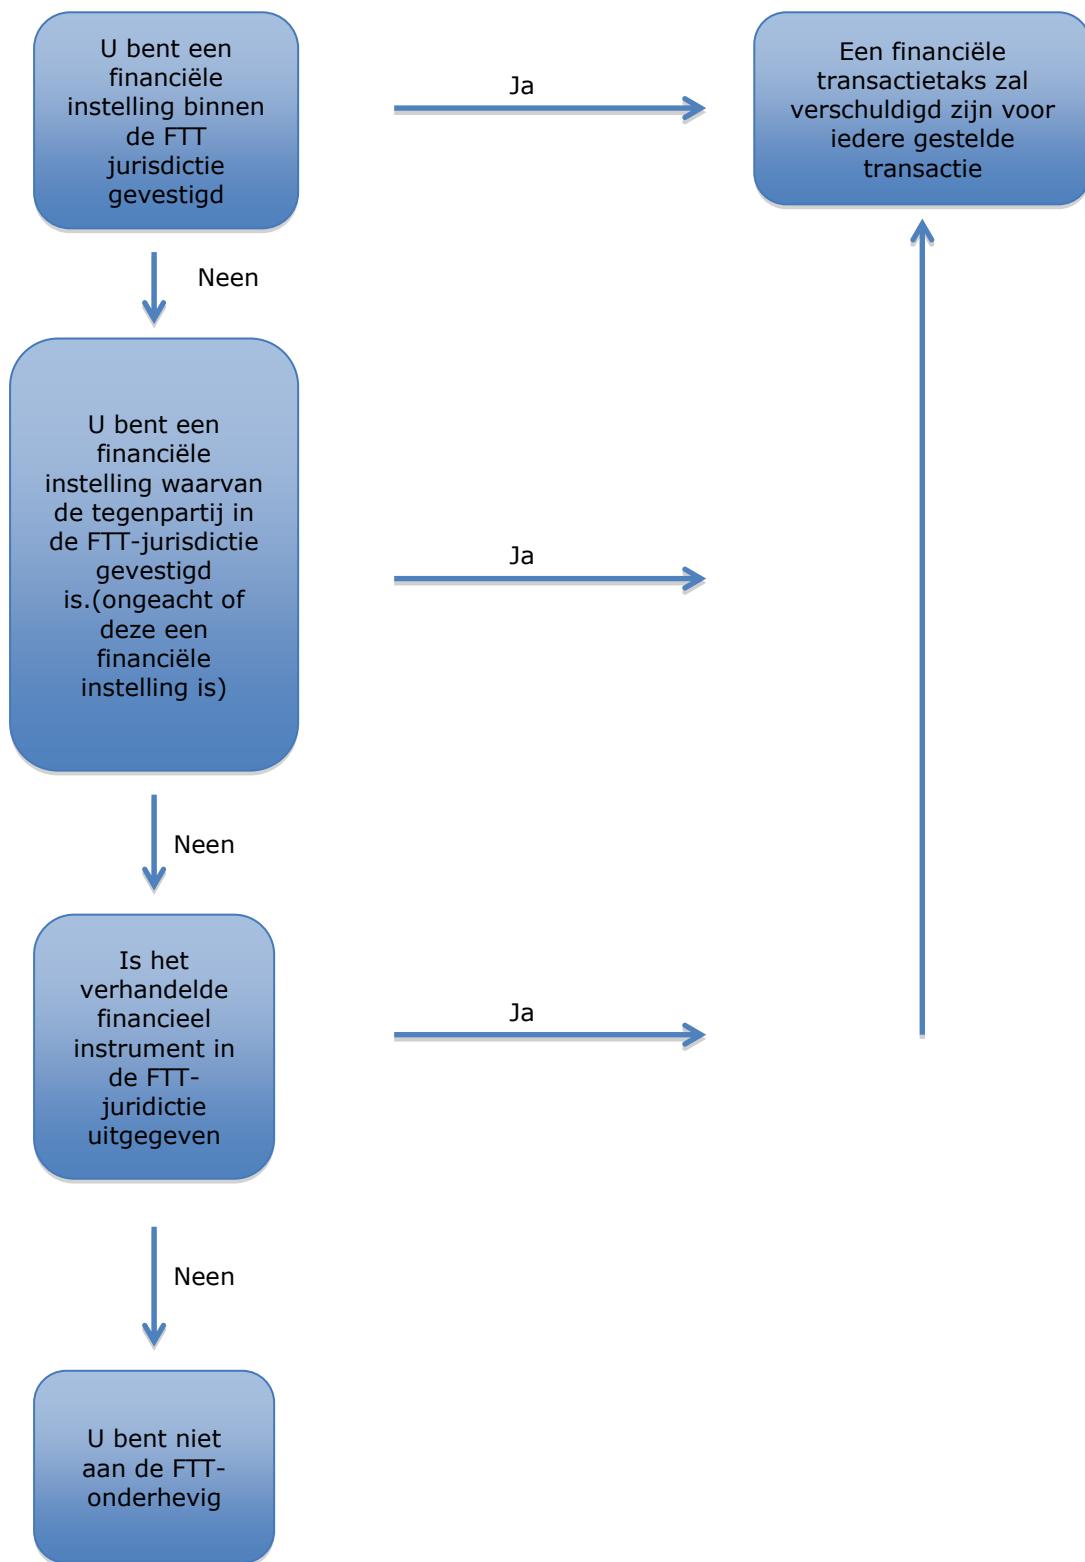 U bent een
financiële
instelling binnen
de FTT
jurisdictie
gevestigd
Ja
Een financiële
transactietaks zal
verschuldigd zijn voor
iedere gestelde
transactie
Neen
U bent een
financiële
instelling waarvan
de tegenpartij in
de FTT-jurisdictie
gevestigd
is.(ongeacht of
deze een
financiële
instelling is)
Ja
Neen
Is het
verhandelde
financieel
instrument in
de FTT-
juridictie
uitgegeven
Ja
Neen
U bent niet
aan de FTT-
onderhevig